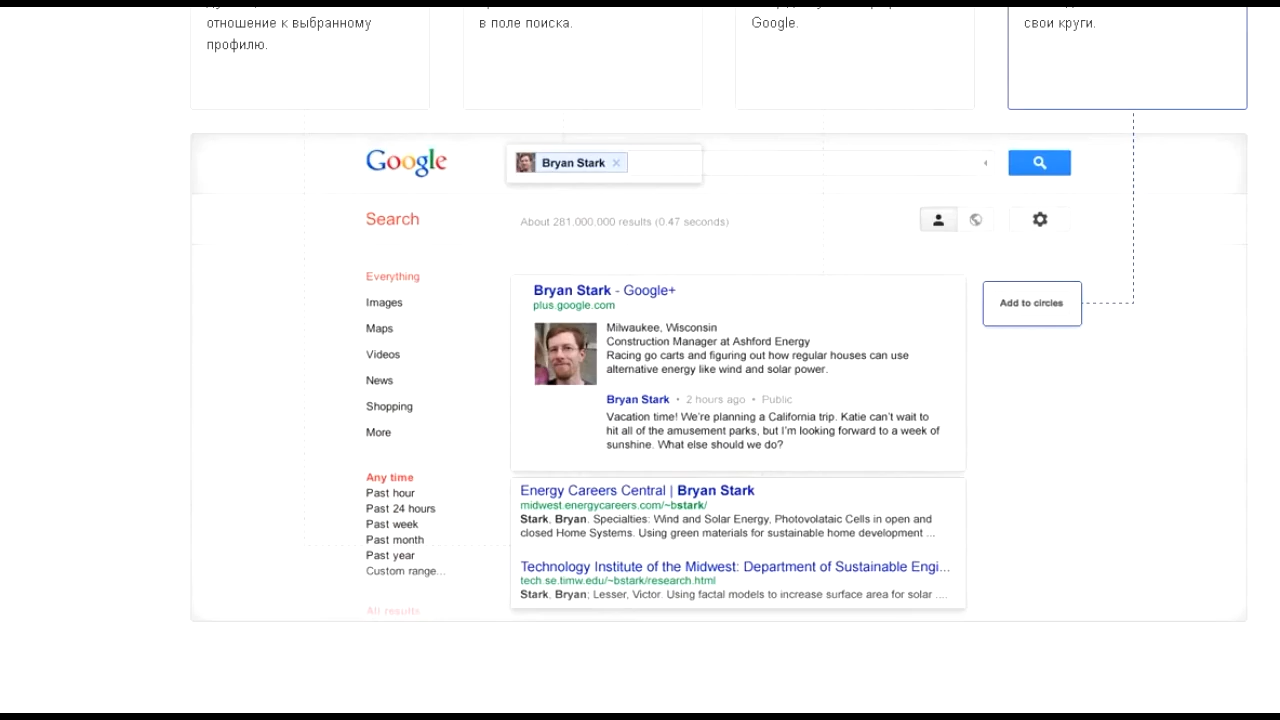 отношение к выбранному
профилю.
в поле поиска.
Google.
свои круги.
Google
Bryan Stark ×
Search
About 281,000,000 results (0.47 seconds)
Everything
Images
Maps
Videos
News
Shopping
More
Any time
Past hour
Past 24 hours
Past week
Past month
Past year
Custom range...
All results
Bryan Stark - Google+
plus.google.com
Milwaukee, Wisconsin
Construction Manager at Ashford Energy
Racing go carts and figuring out how regular houses can use
alternative energy like wind and solar power.
Bryan Stark • 2 hours ago • Public
Vacation time! We're planning a California trip. Katie can't wait to
hit all of the amusement parks, but I'm looking forward to a week of
sunshine. What else should we do?
Add to circles
Energy Careers Central | Bryan Stark
midwest.energycareers.com/~bstark/
Stark, Bryan. Specialties: Wind and Solar Energy, Photovolataic Cells in open and
closed Home Systems. Using green materials for sustainable home development ...
Technology Institute of the Midwest: Department of Sustainable Engi...
tech.se.timw.edu/~bstark/research.html
Stark, Bryan; Lesser, Victor. Using factal models to increase surface area for solar ....